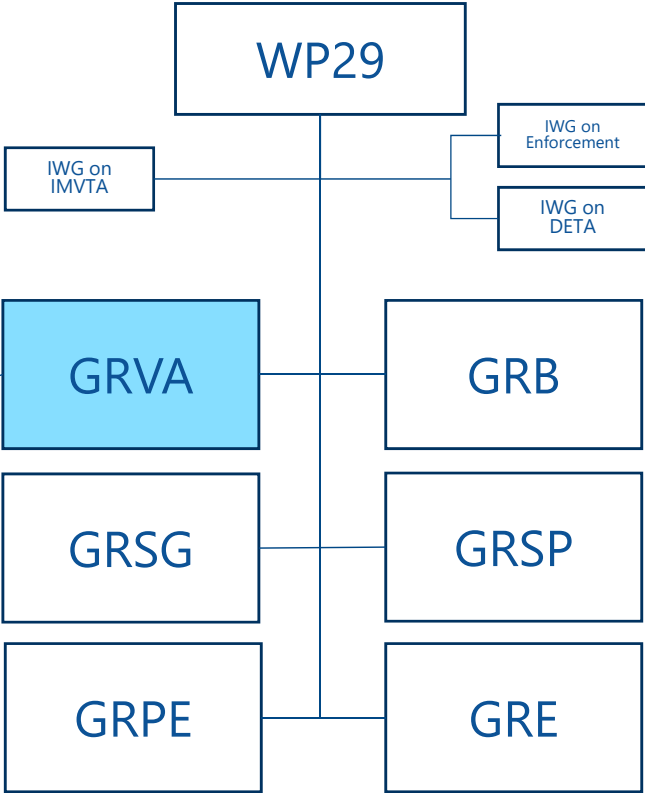 WP29
IWG on
Enforcement
IWG on
IMVTA
IWG on
DETA
GRVA
GRB
GRSG
GRSP
GRPE
GRE